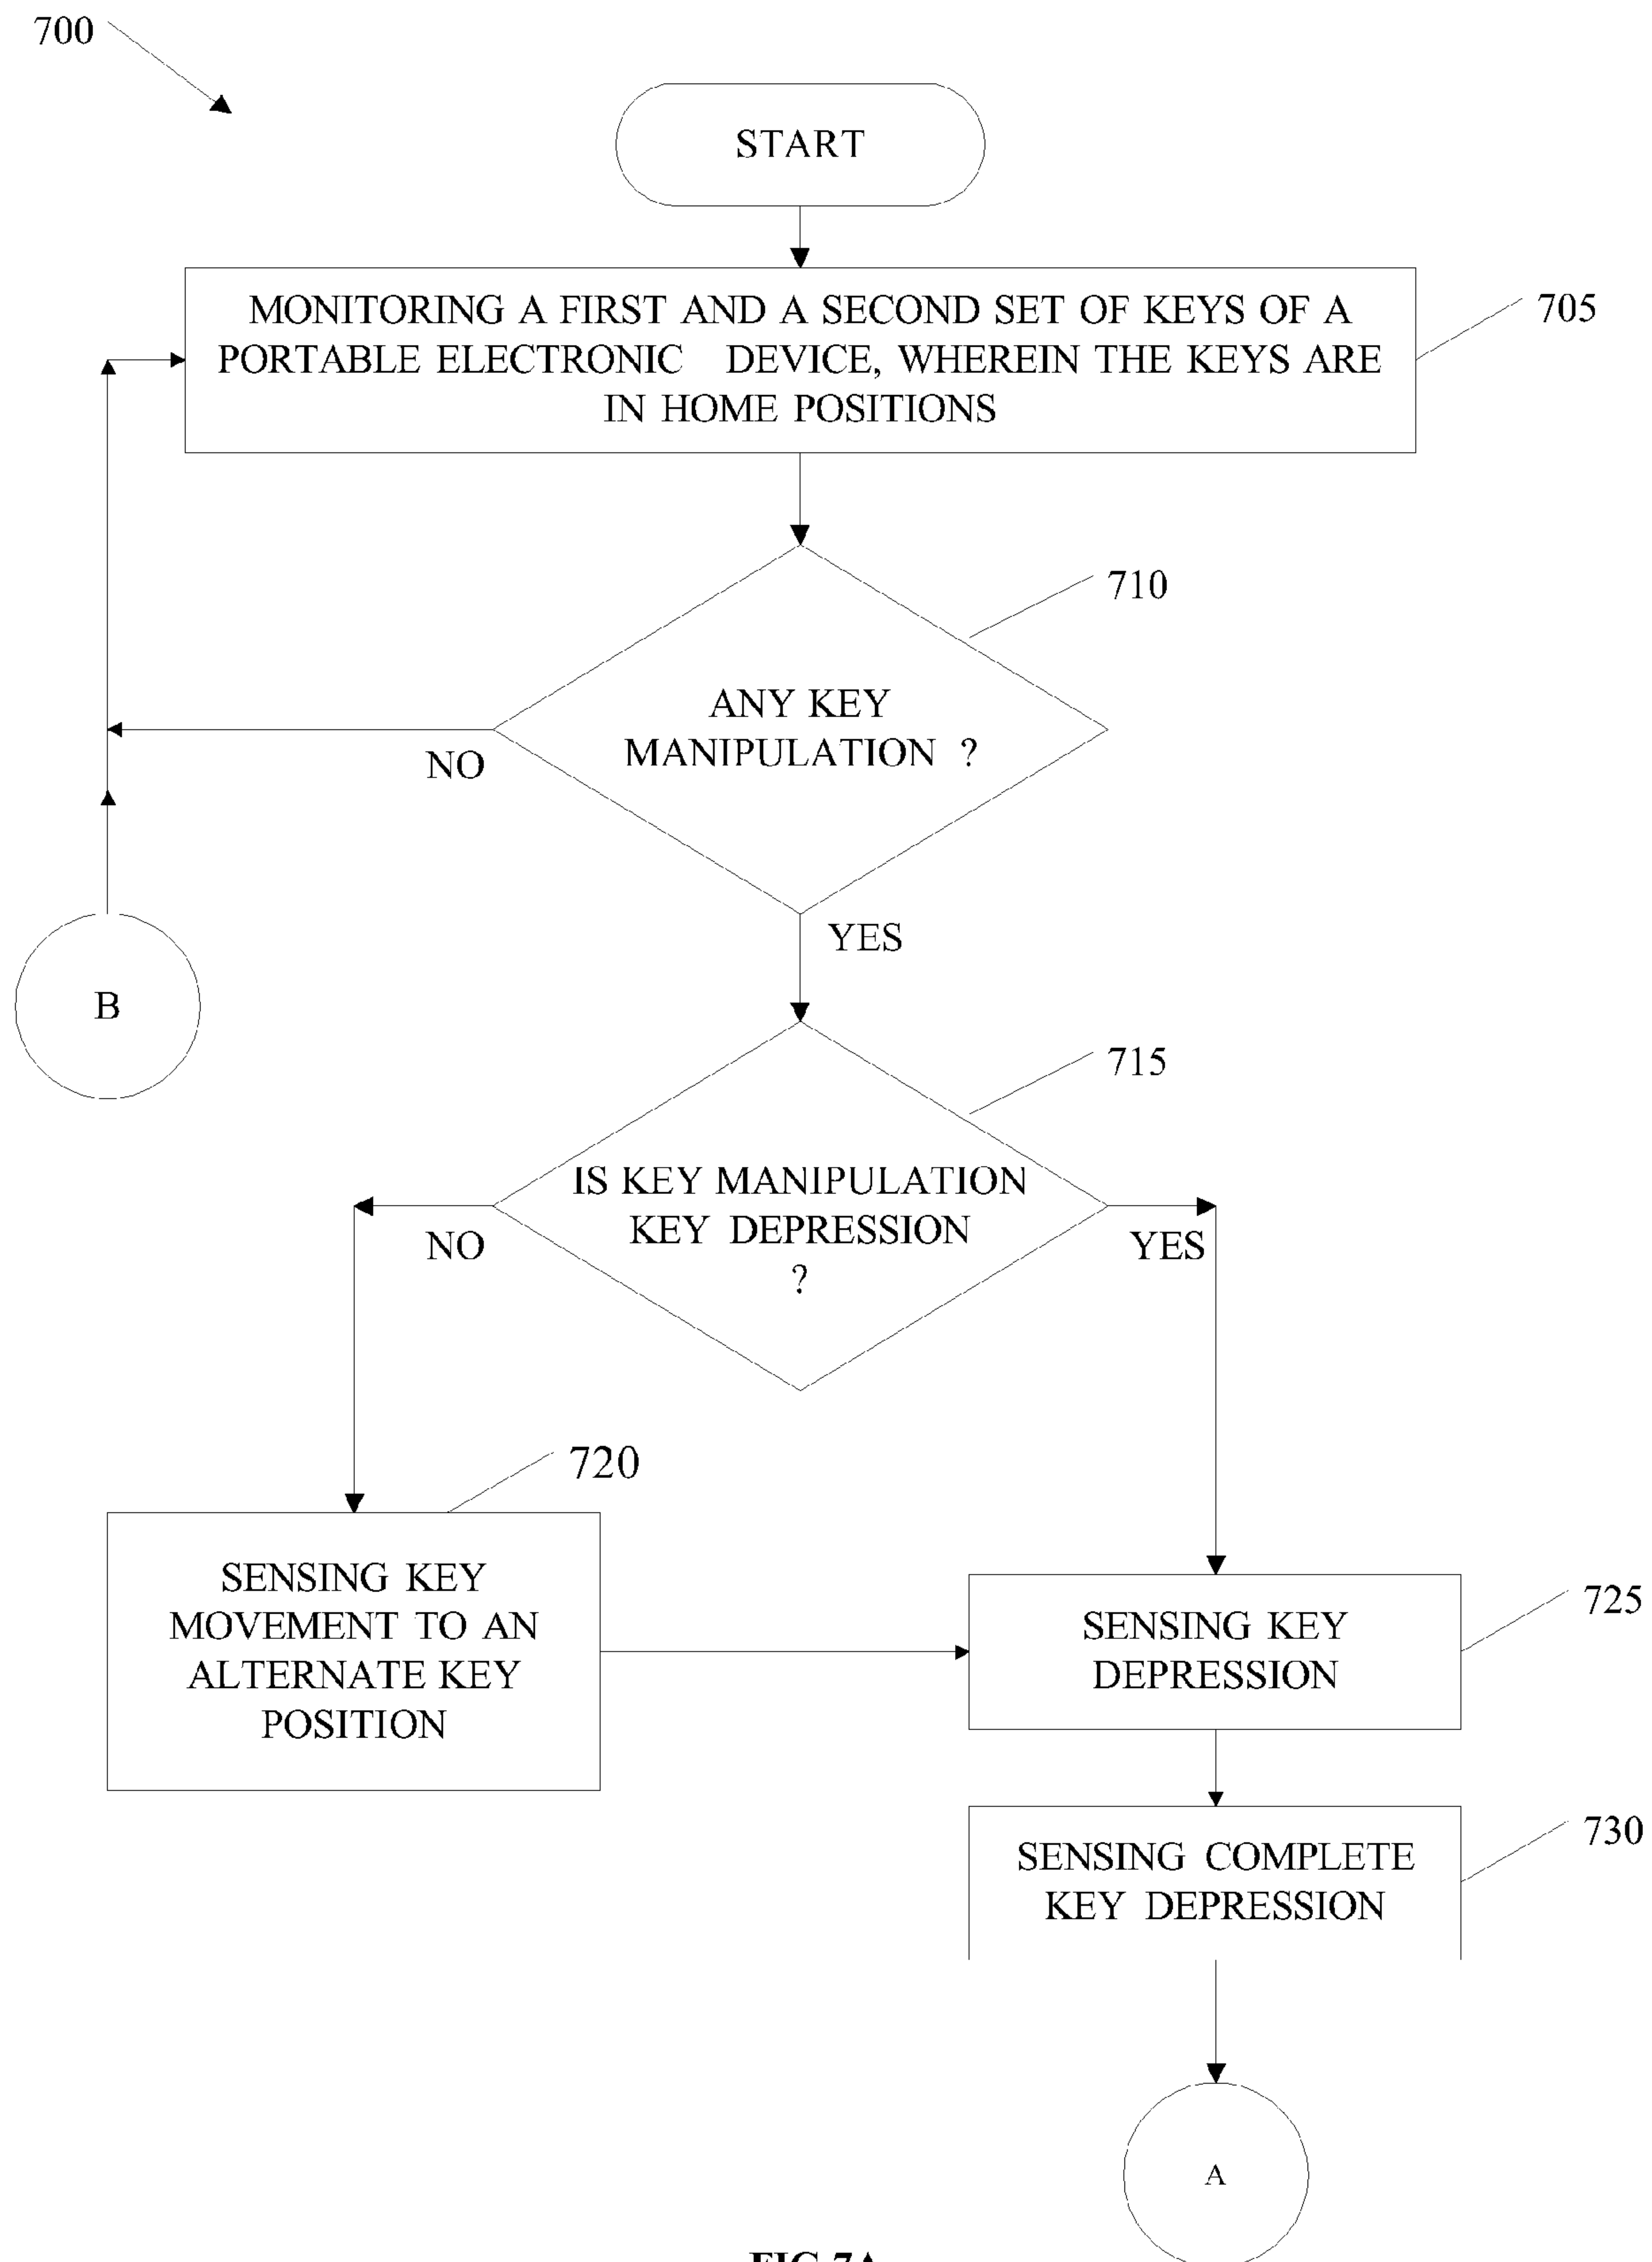 700
START
MONITORING A FIRST AND A SECOND SET OF KEYS OF A
PORTABLE ELECTRONIC DEVICE, WHEREIN THE KEYS ARE
IN HOME POSITIONS
705
710
ANY KEY
MANIPULATION ?
NO
YES
B
715
IS KEY MANIPULATION
KEY DEPRESSION
?
NO
YES
720
SENSING KEY
MOVEMENT TO AN
ALTERNATE KEY
POSITION
SENSING KEY
DEPRESSION
725
SENSING COMPLETE
KEY DEPRESSION
730
A
FIG 7A